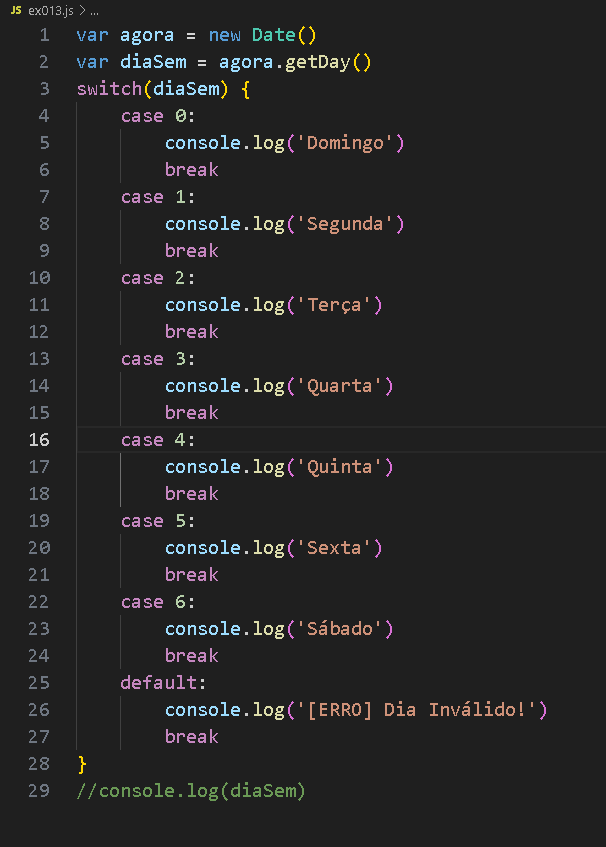 JS ex013.js > ...
1 var agora = new Date()
2 var diaSem = agora.getDay()
3 switch(diaSem) {
4     case 0:
5         console.log('Domingo')
6         break
7     case 1:
8         console.log('Segunda')
9         break
10     case 2:
11         console.log('Terça')
12         break
13     case 3:
14         console.log('Quarta')
15         break
16     case 4:
17         console.log('Quinta')
18         break
19     case 5:
20         console.log('Sexta')
21         break
22     case 6:
23         console.log('Sábado')
24         break
25     default:
26         console.log('[ERRO] Dia Inválido!')
27         break
28 }
29 //console.log(diaSem)